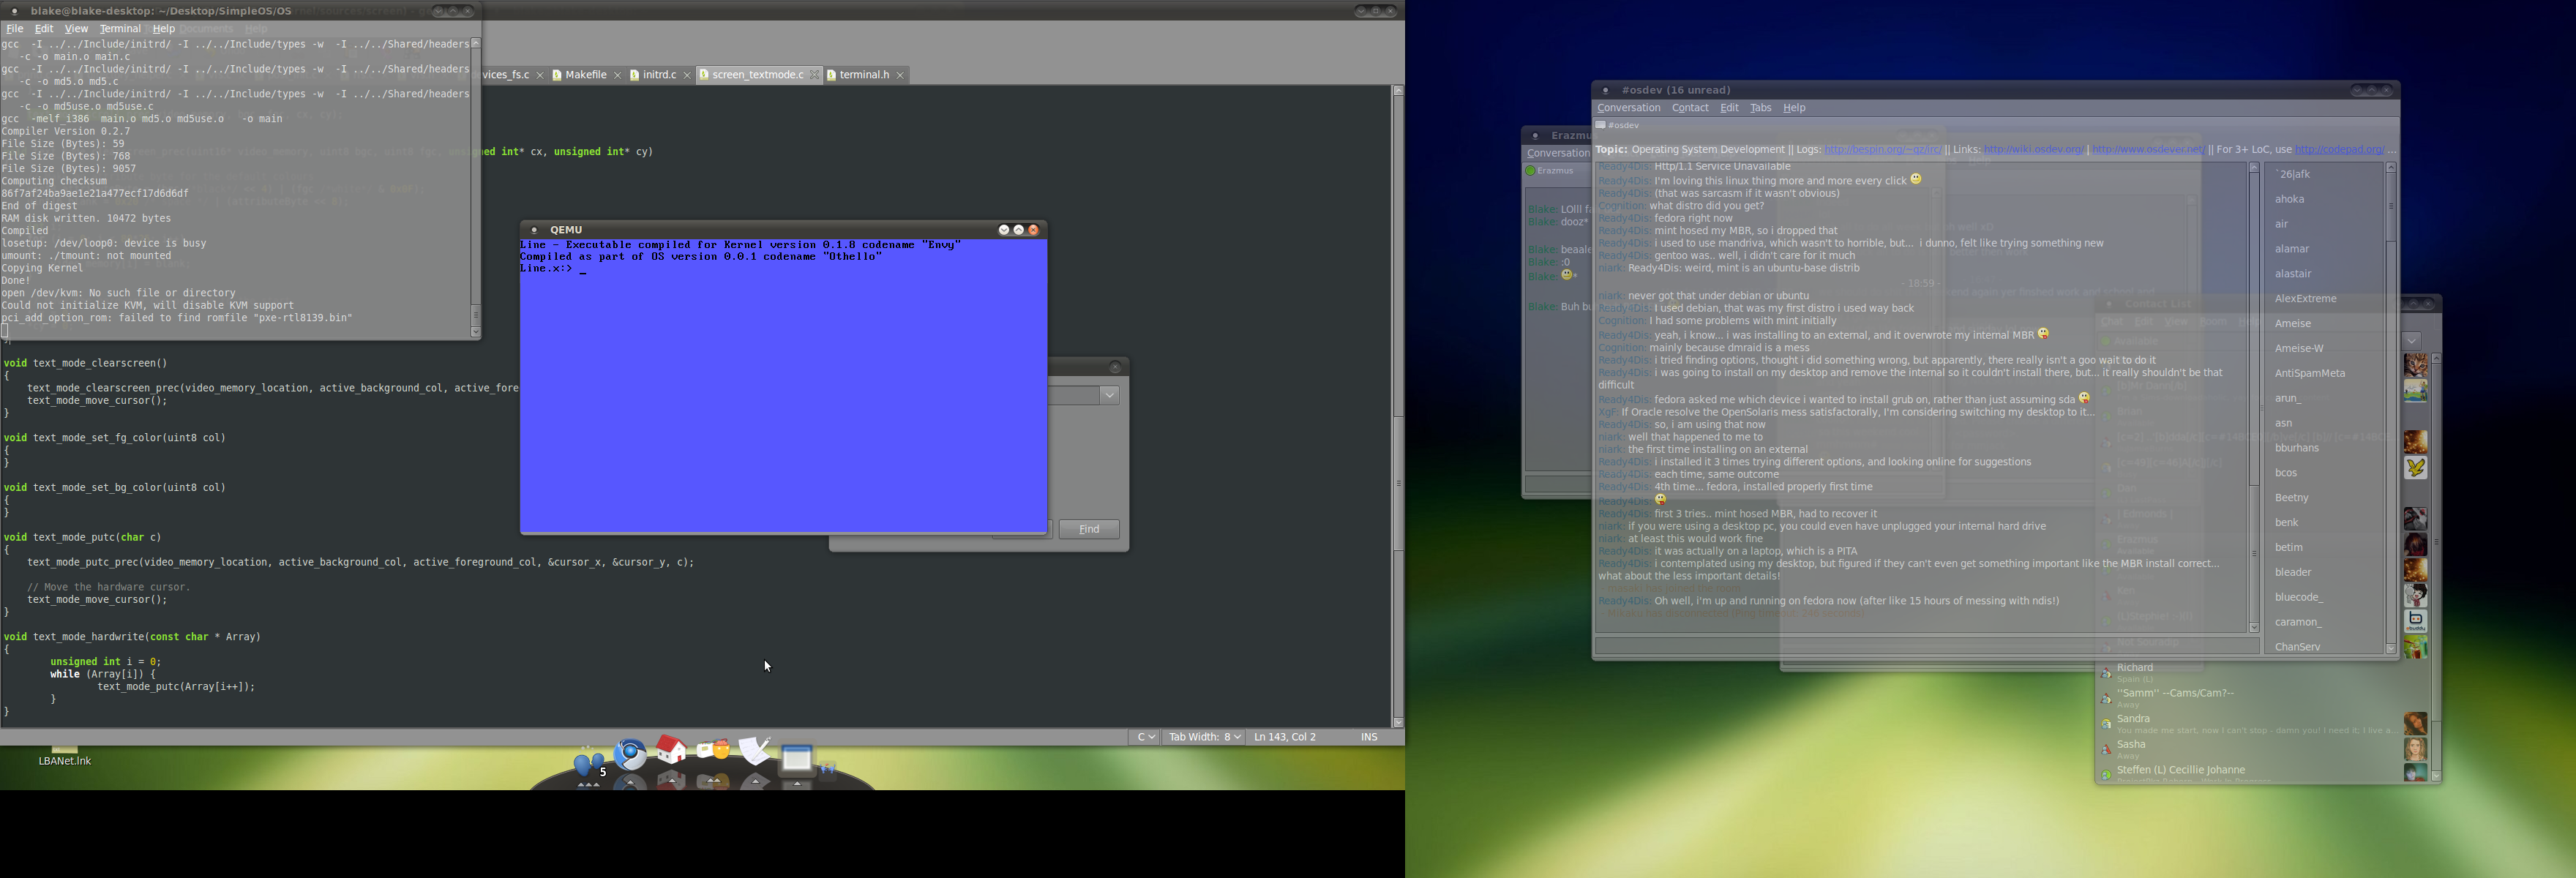 blake@blake-desktop: ~/Desktop/SimpleOS/OS
File Edit View Terminal Help
gcc -I ../../Include/initrd/ -I ../../Include/types -w -I ../../Shared/headers
-c -o main.o main.c
gcc -I ../../Include/initrd/ -I ../../Include/types -w -I ../../Shared/headers
-c -o md5.o md5.c
gcc -I ../../Include/initrd/ -I ../../Include/types -w -I ../../Shared/headers
-c -o md5use.o md5use.c
gcc -melf_i386 main.o md5.o md5use.o -o main
Compiler Version 0.2.7
File Size (Bytes): 59
File Size (Bytes): 768
File Size (Bytes): 9057
Computing checksum
86f7af24ba9ae1e21a477ecf17d6d6df
End of digest
RAM disk written. 10472 bytes
Compiled
losetup: /dev/loop0: device is busy
umount: ./tmount: not mounted
Copying Kernel
Done!
open /dev/kvm: No such file or directory
Could not initialize KVM, will disable KVM support
pci_add_option_rom: failed to find romfile "pxe-rtl8139.bin"
vices_fs.c Makefile initrd.c screen_textmode.c terminal.h
ed int* cx, unsigned int* cy)
void text_mode_clearscreen()
{
text_mode_clearscreen_prec(video_memory_location, active_background_col, active_fore
text_mode_move_cursor();
}
void text_mode_set_fg_color(uint8 col)
{
}
void text_mode_set_bg_color(uint8 col)
{
}
void text_mode_putc(char c)
{
text_mode_putc_prec(video_memory_location, active_background_col, active_foreground_col, &cursor_x, &cursor_y, c);
// Move the hardware cursor.
text_mode_move_cursor();
}
void text_mode_hardwrite(const char * Array)
{
unsigned int i = 0;
while (Array[i]) {
text_mode_putc(Array[i++]);
}
}
C Tab Width: 8 Ln 143, Col 2 INS
QEMU
Line - Executable compiled for Kernel version 0.1.8 codename "Envy"
Compiled as part of OS version 0.0.1 codename "Othello"
Line.x:> _
Find
LBANet.lnk
5
Erazmus
Conversation
Erazmus
Blake: LOlll fa
Blake: dooz*
Blake: beaale
Blake: :0
Blake:
Blake: Buh bu
#osdev (16 unread)
Conversation Contact Edit Tabs Help
#osdev
Topic: Operating System Development || Logs: http://bespin.org/~qz/irc/ || Links: http://wiki.osdev.org/ | http://www.osdever.net/ || For 3+ LoC, use http://codepad.org/ ...
Ready4Dis: Http/1.1 Service Unavailable
Ready4Dis: I'm loving this linux thing more and more every click
Ready4Dis: (that was sarcasm if it wasn't obvious)
Cognition: what distro did you get?
Ready4Dis: fedora right now
Ready4Dis: mint hosed my MBR, so i dropped that
Ready4Dis: i used to use mandriva, which wasn't to horrible, but... i dunno, felt like trying something new
Ready4Dis: gentoo was.. well, i didn't care for it much
niark: Ready4Dis: weird, mint is an ubuntu-base distrib
- 18:59 -
niark: never got that under debian or ubuntu
Ready4Dis: I used debian, that was my first distro i used way back
Cognition: I had some problems with mint initially
Ready4Dis: yeah, i know... i was installing to an external, and it overwrote my internal MBR
Cognition: mainly because dmraid is a mess
Ready4Dis: i tried finding options, thought i did something wrong, but apparently, there really isn't a goo wait to do it
Ready4Dis: i was going to install on my desktop and remove the internal so it couldn't install there, but... it really shouldn't be that
difficult
Ready4Dis: fedora asked me which device i wanted to install grub on, rather than just assuming sda
XgF: If Oracle resolve the OpenSolaris mess satisfactorally, I'm considering switching my desktop to it...
Ready4Dis: so, i am using that now
niark: well that happened to me to
niark: the first time installing on an external
Ready4Dis: i installed it 3 times trying different options, and looking online for suggestions
Ready4Dis: each time, same outcome
Ready4Dis: 4th time... fedora, installed properly first time
Ready4Dis:
Ready4Dis: first 3 tries.. mint hosed MBR, had to recover it
niark: if you were using a desktop pc, you could even have unplugged your internal hard drive
niark: at least this would work fine
Ready4Dis: it was actually on a laptop, which is a PITA
Ready4Dis: i contemplated using my desktop, but figured if they can't even get something important like the MBR install correct...
what about the less important details!
Ready4Dis: Oh well, i'm up and running on fedora now (after like 15 hours of messing with ndis!)
`26|afk
ahoka
air
alamar
alastair
AlexExtreme
Ameise
Ameise-W
AntiSpamMeta
arun_
asn
bburhans
bcos
Beetny
benk
betim
bleader
bluecode_
caramon_
ChanServ
Contact List
Richard
Spain (L)
''Samm'' --Cams/Cam?--
Away
Sandra
You made me start, now I can't stop - damn you! I need it; I live a...
Sasha
Away
Steffen (L) Cecillie Johanne